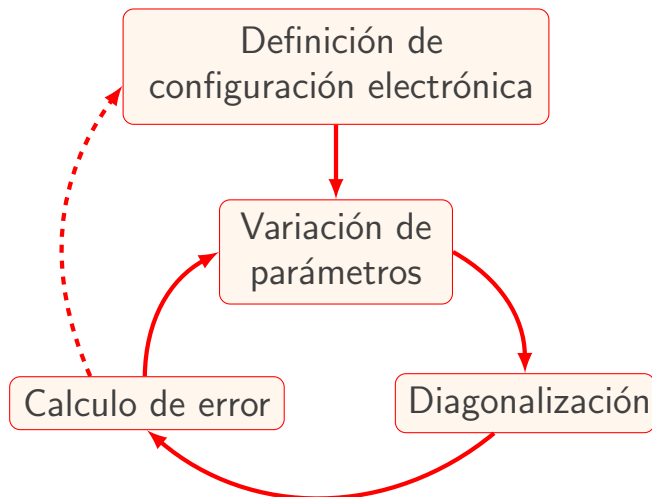 Definición de
configuración electrónica
Variación de
parámetros
Calculo de error
Diagonalización